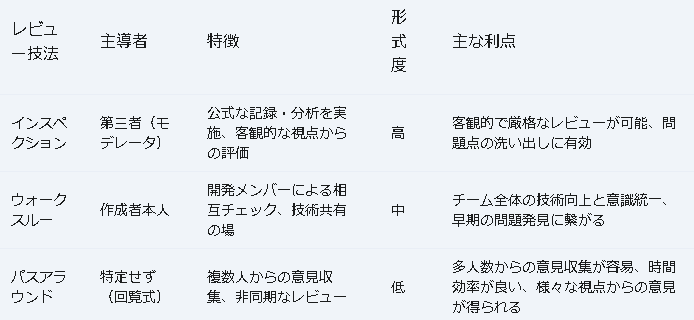 レビュ
ー技法
主導者
特徴
形
式
度
主な利点
インスペ
クション
第三者（モ
デレータ）
公式な記録・分析を実
施、客観的な視点から
の評価
高
客観的で厳格なレビューが可能、問
題点の洗い出しに有効
ウォーク
スルー
作成者本人
開発メンバーによる相
互チェック、技術共有
の場
中
チーム全体の技術向上と意識統一、
早期の問題発見に繋がる
パスアラ
ウンド
特定せず
（回覧式）
複数人からの意見収
集、非同期なレビュー
低
多人数からの意見収集が容易、時間
効率が良い、様々な視点からの意見
が得られる